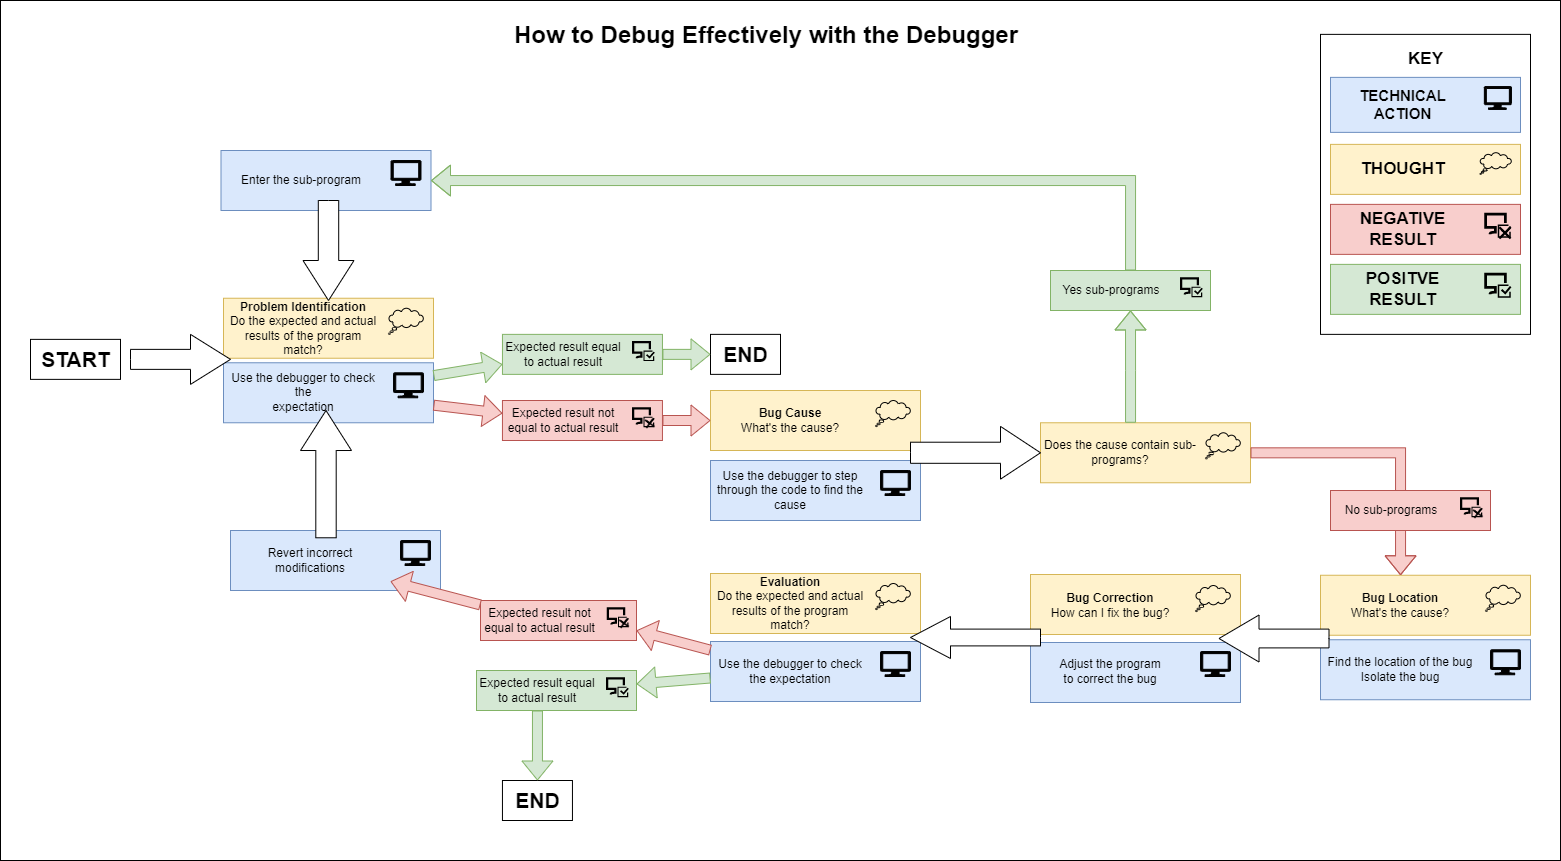 How to Debug Effectively with the Debugger
KEY
TECHNICAL
ACTION
THOUGHT
NEGATIVE
RESULT
POSITVE
RESULT
Enter the sub-program
Yes sub-programs
START
Problem Identification
Do the expected and actual
results of the program
match?
Use the debugger to check
the
expectation
Expected result equal
to actual result
END
Expected result not
equal to actual result
Bug Cause
What's the cause?
Use the debugger to step
through the code to find the
cause
Does the cause contain sub-
programs?
No sub-programs
Bug Location
What's the cause?
Find the location of the bug
Isolate the bug
Bug Correction
How can I fix the bug?
Adjust the program
to correct the bug
Evaluation
Do the expected and actual
results of the program
match?
Use the debugger to check
the expectation
Expected result not
equal to actual result
Revert incorrect
modifications
Expected result equal
to actual result
END